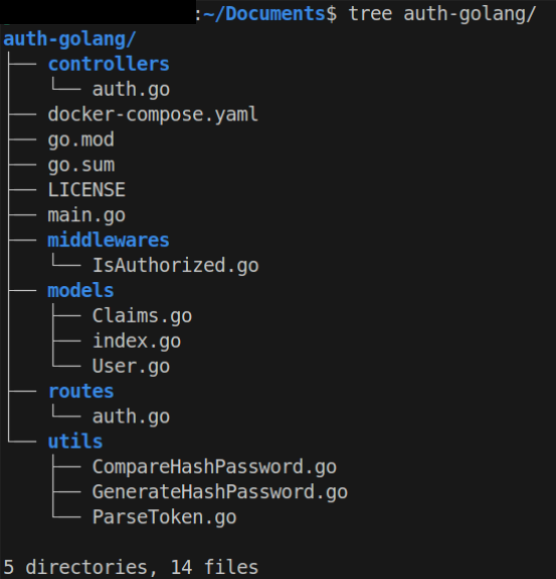 :~/Documents$ tree auth-golang/
auth-golang/
├── controllers
│   └── auth.go
├── docker-compose.yaml
├── go.mod
├── go.sum
├── LICENSE
├── main.go
├── middlewares
│   └── IsAuthorized.go
├── models
│   ├── Claims.go
│   ├── index.go
│   └── User.go
├── routes
│   └── auth.go
└── utils
    ├── CompareHashPassword.go
    ├── GenerateHashPassword.go
    └── ParseToken.go
5 directories, 14 files